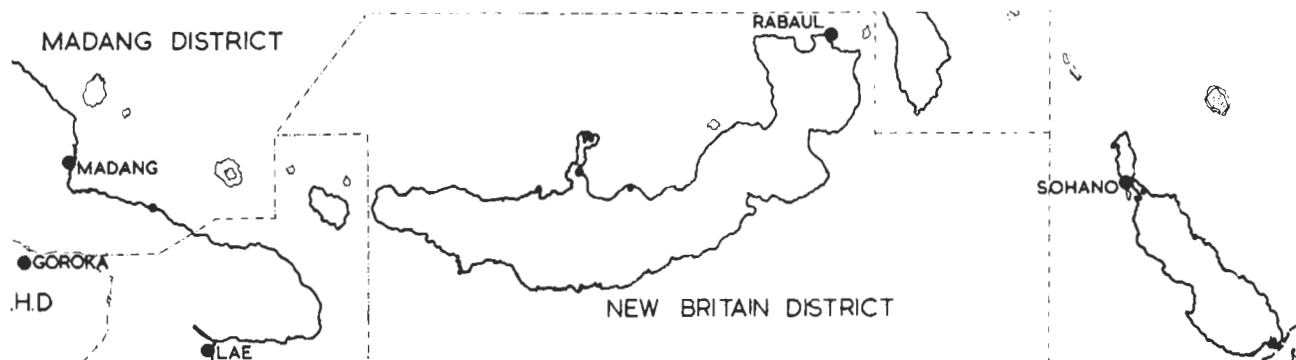 RABAUL
MADANG DISTRICT
MADANG
SOHANO
GOROKA
.H.D
NEW BRITAIN DISTRICT
LAE